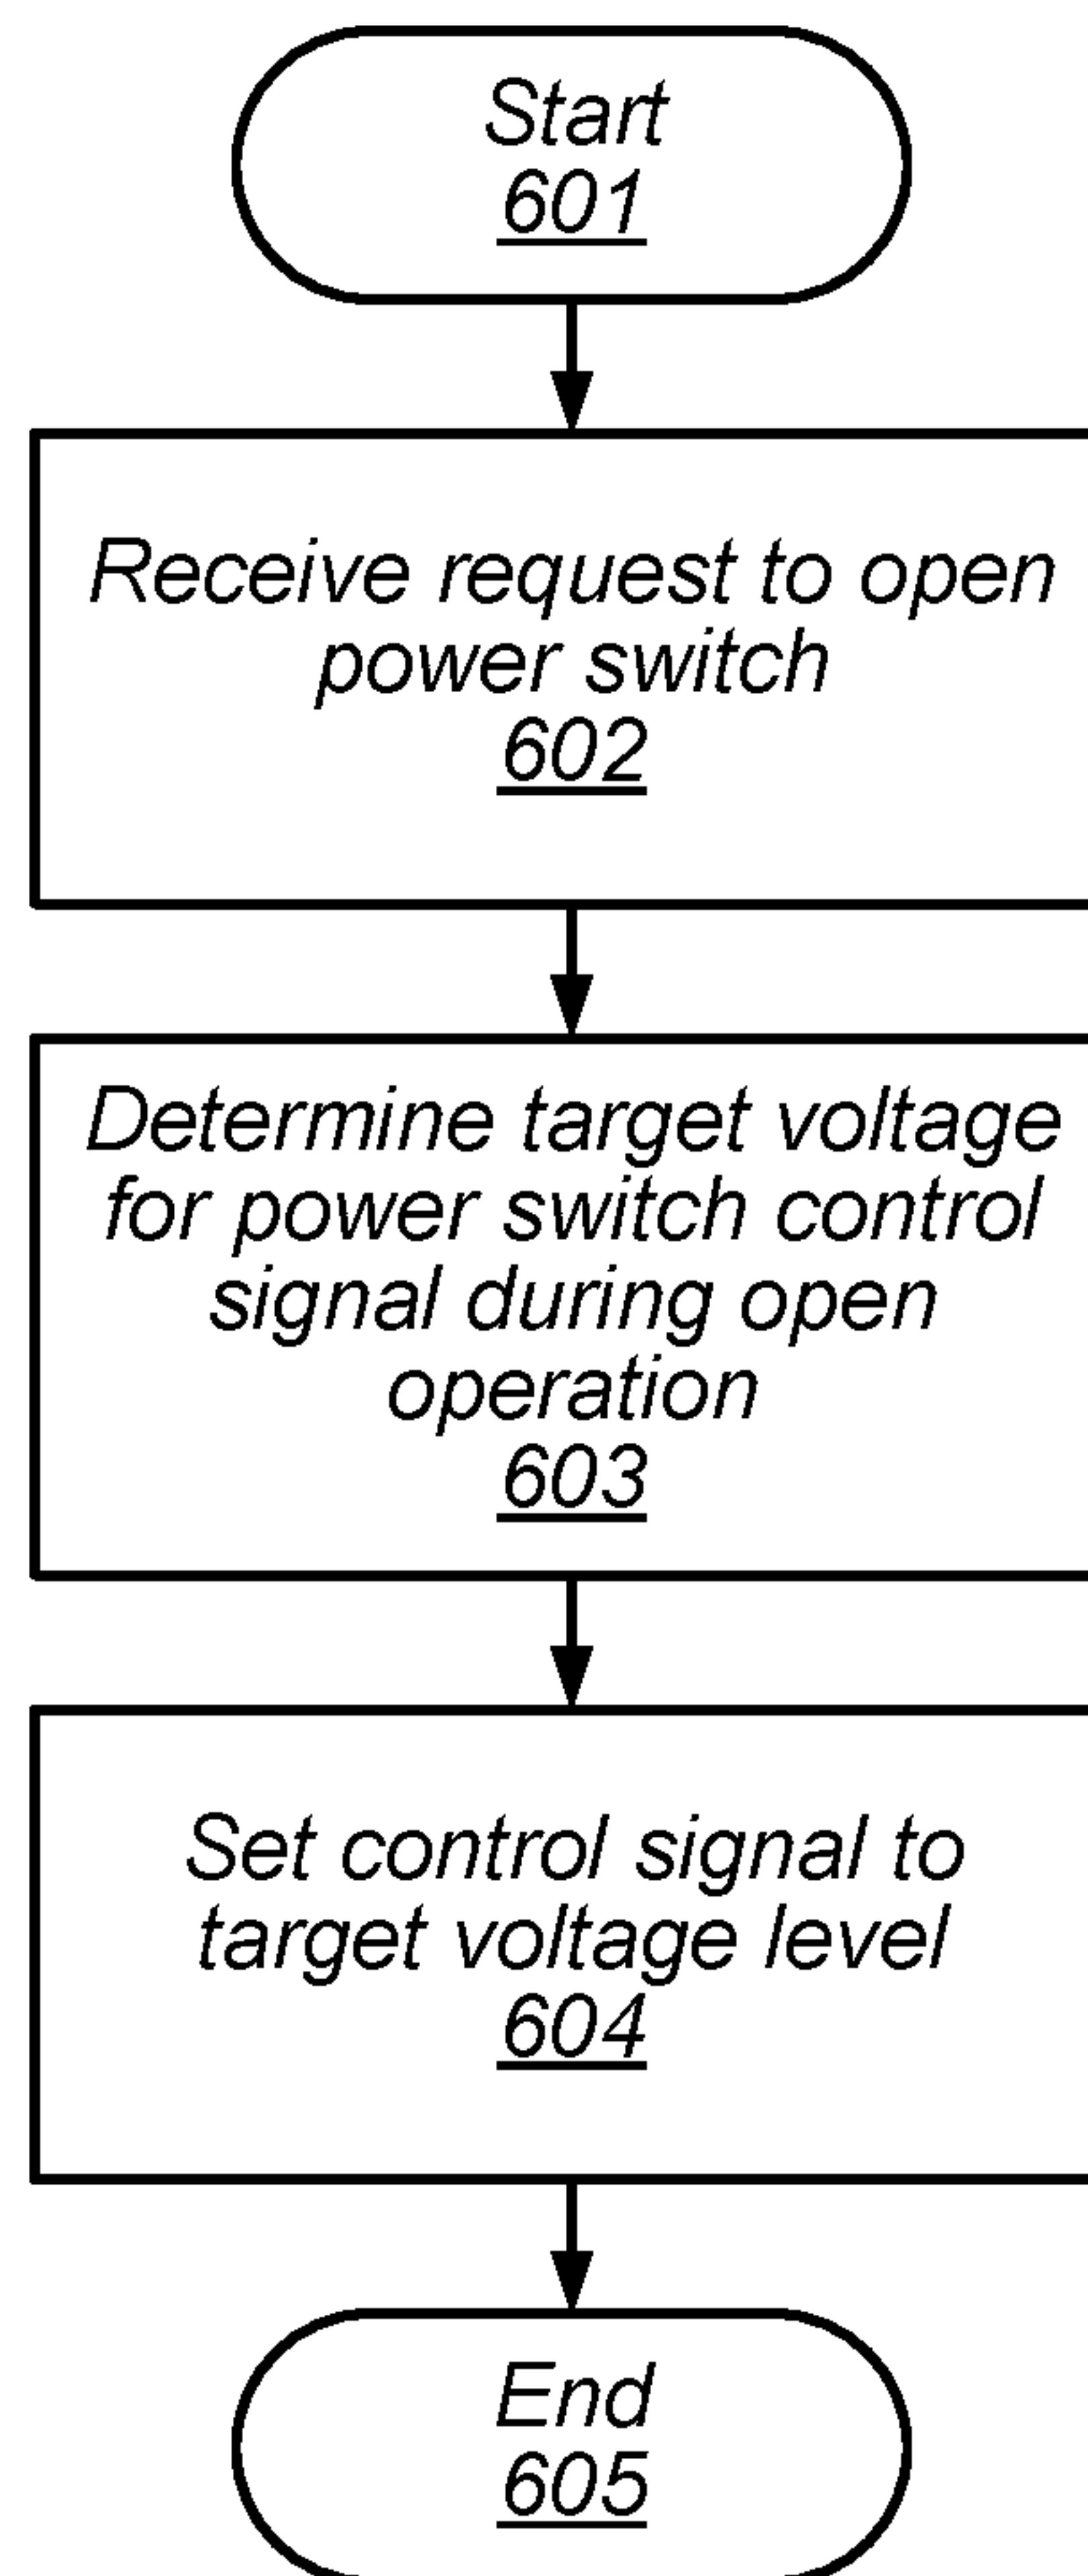 Start
601
Receive request to open
power switch
602
Determine target voltage
for power switch control
signal during open
operation
603
Set control signal to
target voltage level
604
End
605